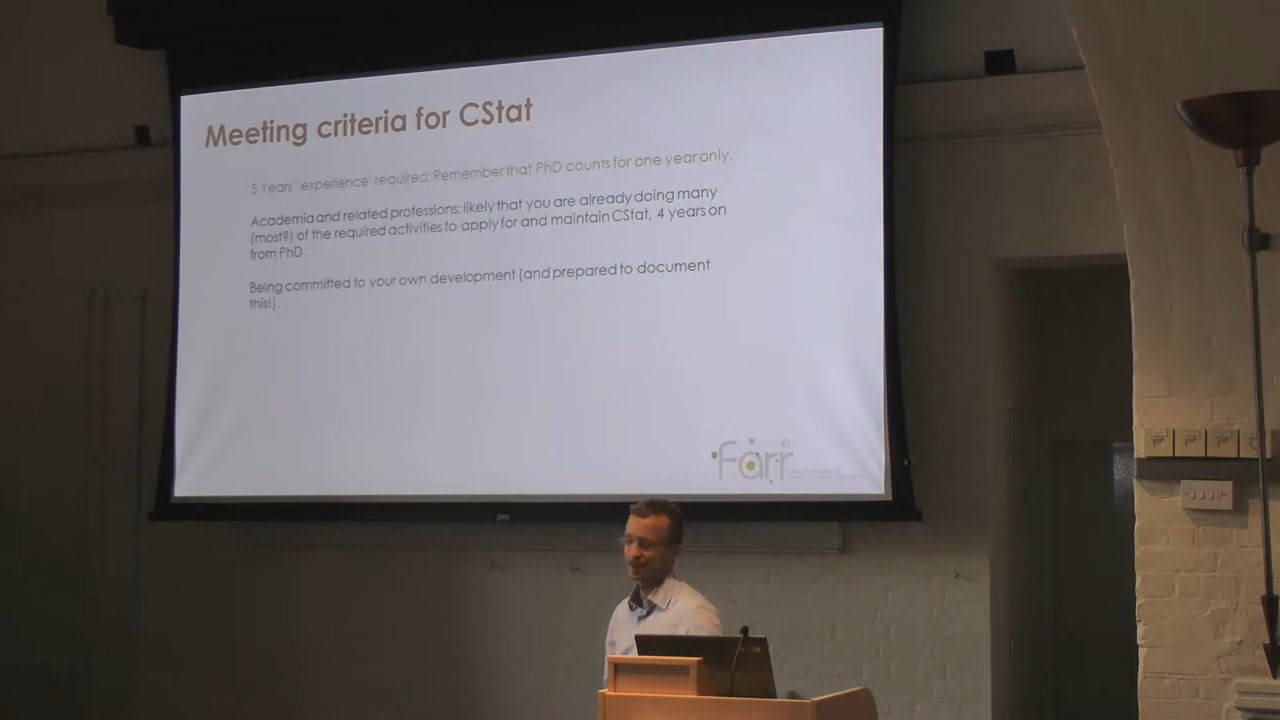 Meeting criteria for CStat
5 Years' 'experience' required: Remember that PhD counts for one year only.
Academia and related professions: likely that you are already doing many
(most?) of the required activities to apply for and maintain CStat, 4 years on
from PhD.
Being committed to your own development (and prepared to document
this!).
Farr